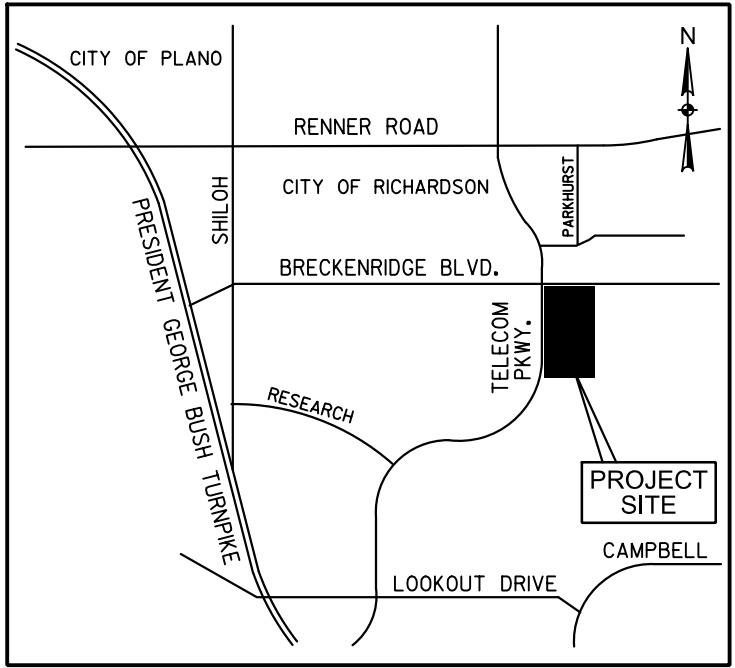 CITY OF PLANO
N
RENNER ROAD
CITY OF RICHARDSON
PARKHURST
SHILOH
BRECKENRIDGE BLVD.
PRESIDENT GEORGE BUSH TURNPIKE
TELECOM
PKWY.
RESEARCH
PROJECT
SITE
CAMPBELL
LOOKOUT DRIVE